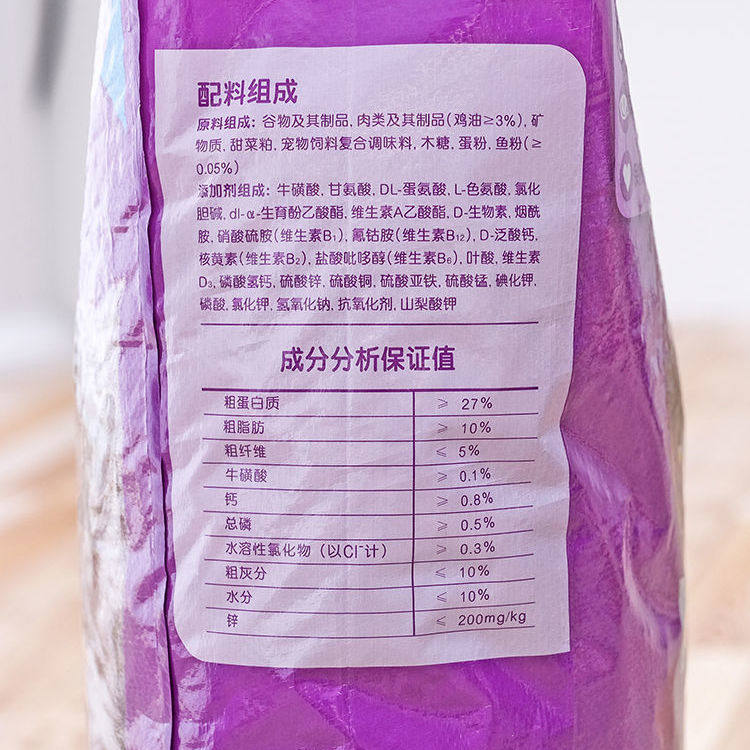 配料组成
原料组成：谷物及其制品, 肉类及其制品(鸡油≥3%), 矿
物质, 甜菜粕, 宠物饲料复合调味料, 木糖, 蛋粉, 鱼粉(≥
0.05%)
添加剂组成：牛磺酸, 甘氨酸, DL-蛋氨酸, L-色氨酸, 氯化
胆碱, dl-α-生育酚乙酸酯, 维生素A乙酸酯, D-生物素, 烟酰
胺, 硝酸硫胺(维生素B₁), 氰钴胺(维生素B₁₂), D-泛酸钙,
核黄素(维生素B₂), 盐酸吡哆醇(维生素B₆), 叶酸, 维生素
D₃, 磷酸氢钙, 硫酸锌, 硫酸铜, 硫酸亚铁, 硫酸锰, 碘化钾,
磷酸, 氯化钾, 氢氧化钠, 抗氧化剂, 山梨酸钾
成分分析保证值
粗蛋白质 ≥ 27%
粗脂肪 ≥ 10%
粗纤维 ≤ 5%
牛磺酸 ≥ 0.1%
钙 ≥ 0.8%
总磷 ≥ 0.5%
水溶性氯化物（以Cl⁻计） ≥ 0.3%
粗灰分 ≤ 10%
水分 ≤ 10%
锌 ≤ 200mg/kg